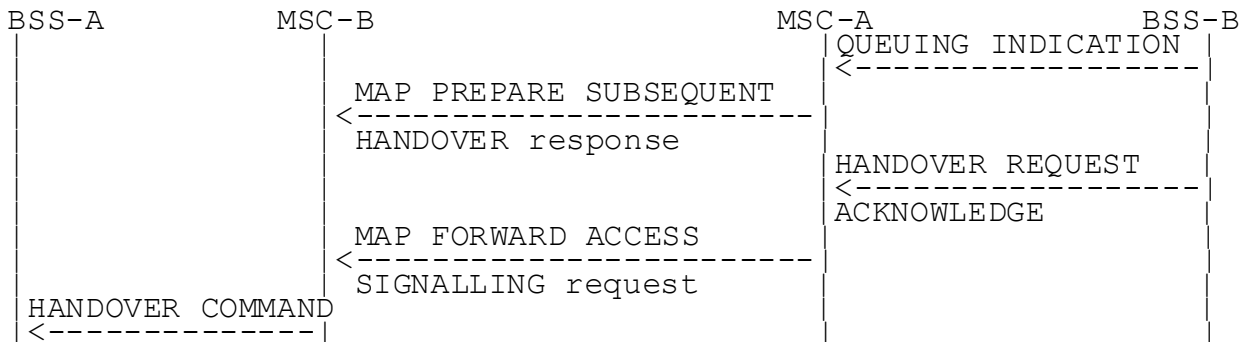 BSS-A MSC-B MSC-A BSS-B
QUEUING INDICATION
MAP PREPARE SUBSEQUENT
HANDOVER response
HANDOVER REQUEST
ACKNOWLEDGE
MAP FORWARD ACCESS
SIGNALLING request
HANDOVER COMMAND